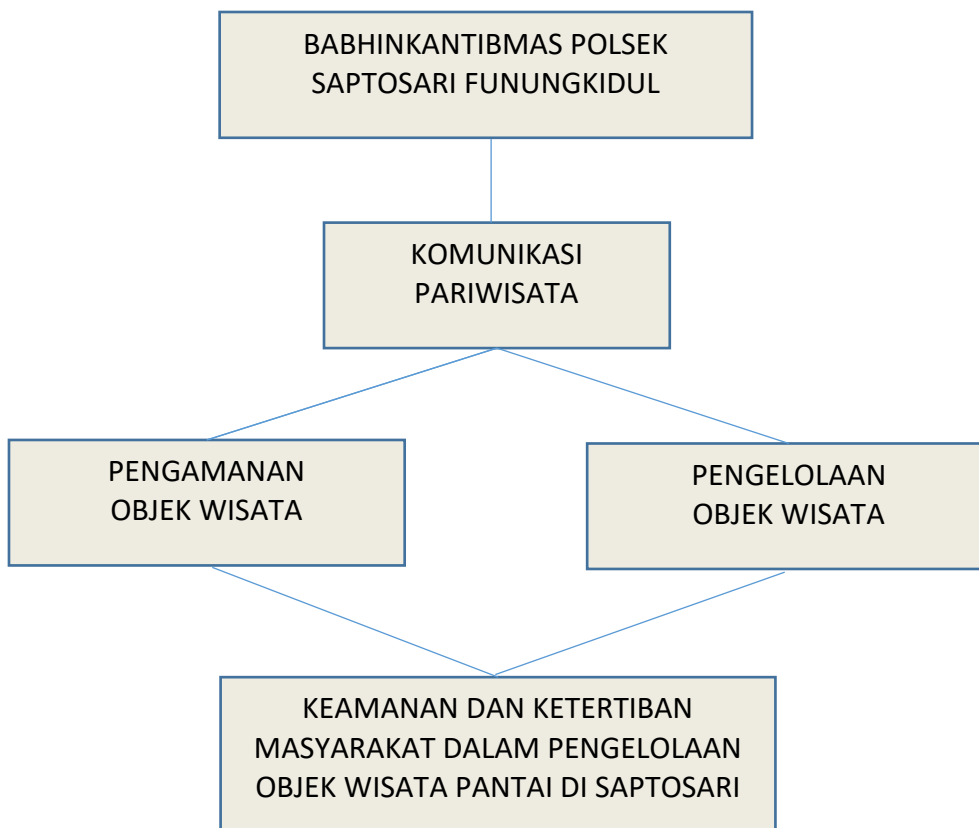 BABHINKANTIBMAS POLSEK
SAPTOSARI FUNUNGKIDUL
KOMUNIKASI
PARIWISATA
PENGAMANAN
OBJEK WISATA
PENGELOLAAN
OBJEK WISATA
KEAMANAN DAN KETERTIBAN
MASYARAKAT DALAM PENGELOLAAN
OBJEK WISATA PANTAI DI SAPTOSARI